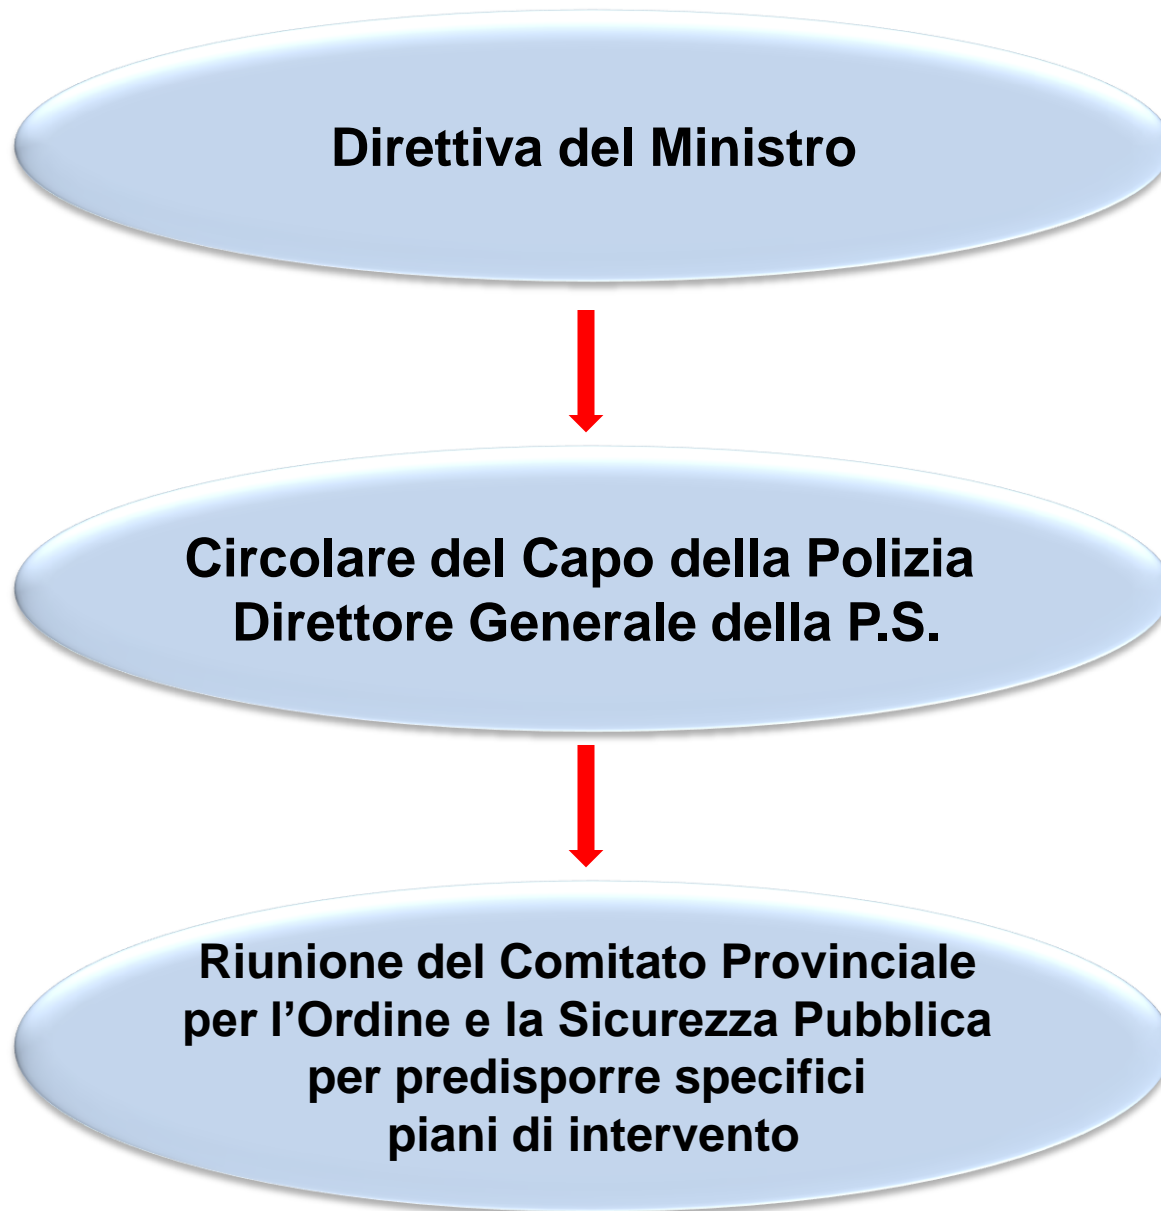 Direttiva del Ministro
Circolare del Capo della Polizia
Direttore Generale della P.S.
Riunione del Comitato Provinciale
per l’Ordine e la Sicurezza Pubblica
per predisporre specifici
piani di intervento